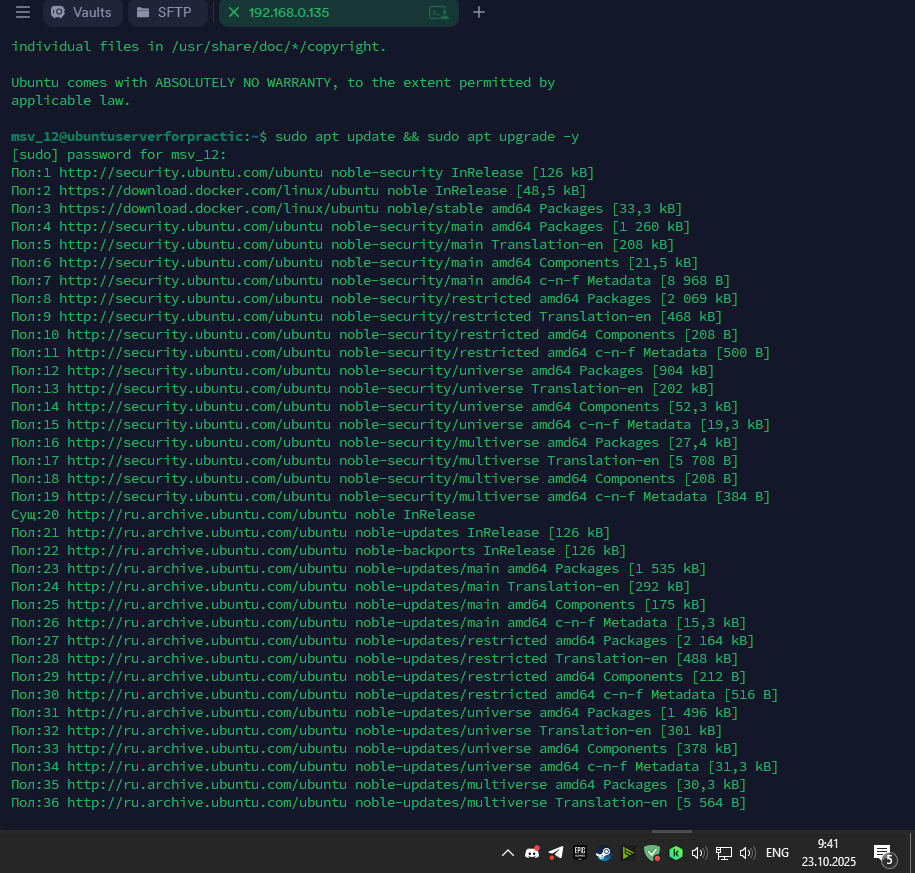 Vaults
SFTP
192.168.0.135
individual files in /usr/share/doc/*/copyright.
Ubuntu comes with ABSOLUTELY NO WARRANTY, to the extent permitted by
applicable law.
msv_12@ubuntuserverforpractic:~$ sudo apt update && sudo apt upgrade -y
[sudo] password for msv_12:
Пол:1 http://security.ubuntu.com/ubuntu noble-security InRelease [126 kB]
Пол:2 https://download.docker.com/linux/ubuntu noble InRelease [48,5 kB]
Пол:3 https://download.docker.com/linux/ubuntu noble/stable amd64 Packages [33,3 kB]
Пол:4 http://security.ubuntu.com/ubuntu noble-security/main amd64 Packages [1 260 kB]
Пол:5 http://security.ubuntu.com/ubuntu noble-security/main Translation-en [208 kB]
Пол:6 http://security.ubuntu.com/ubuntu noble-security/main amd64 Components [21,5 kB]
Пол:7 http://security.ubuntu.com/ubuntu noble-security/main amd64 c-n-f Metadata [8 968 B]
Пол:8 http://security.ubuntu.com/ubuntu noble-security/restricted amd64 Packages [2 069 kB]
Пол:9 http://security.ubuntu.com/ubuntu noble-security/restricted Translation-en [468 kB]
Пол:10 http://security.ubuntu.com/ubuntu noble-security/restricted amd64 Components [208 B]
Пол:11 http://security.ubuntu.com/ubuntu noble-security/restricted amd64 c-n-f Metadata [500 B]
Пол:12 http://security.ubuntu.com/ubuntu noble-security/universe amd64 Packages [904 kB]
Пол:13 http://security.ubuntu.com/ubuntu noble-security/universe Translation-en [202 kB]
Пол:14 http://security.ubuntu.com/ubuntu noble-security/universe amd64 Components [52,3 kB]
Пол:15 http://security.ubuntu.com/ubuntu noble-security/universe amd64 c-n-f Metadata [19,3 kB]
Пол:16 http://security.ubuntu.com/ubuntu noble-security/multiverse amd64 Packages [27,4 kB]
Пол:17 http://security.ubuntu.com/ubuntu noble-security/multiverse Translation-en [5 708 B]
Пол:18 http://security.ubuntu.com/ubuntu noble-security/multiverse amd64 Components [208 B]
Пол:19 http://security.ubuntu.com/ubuntu noble-security/multiverse amd64 c-n-f Metadata [384 B]
Сущ:20 http://ru.archive.ubuntu.com/ubuntu noble InRelease
Пол:21 http://ru.archive.ubuntu.com/ubuntu noble-updates InRelease [126 kB]
Пол:22 http://ru.archive.ubuntu.com/ubuntu noble-backports InRelease [126 kB]
Пол:23 http://ru.archive.ubuntu.com/ubuntu noble-updates/main amd64 Packages [1 535 kB]
Пол:24 http://ru.archive.ubuntu.com/ubuntu noble-updates/main Translation-en [292 kB]
Пол:25 http://ru.archive.ubuntu.com/ubuntu noble-updates/main amd64 Components [175 kB]
Пол:26 http://ru.archive.ubuntu.com/ubuntu noble-updates/main amd64 c-n-f Metadata [15,3 kB]
Пол:27 http://ru.archive.ubuntu.com/ubuntu noble-updates/restricted amd64 Packages [2 164 kB]
Пол:28 http://ru.archive.ubuntu.com/ubuntu noble-updates/restricted Translation-en [488 kB]
Пол:29 http://ru.archive.ubuntu.com/ubuntu noble-updates/restricted amd64 Components [212 B]
Пол:30 http://ru.archive.ubuntu.com/ubuntu noble-updates/restricted amd64 c-n-f Metadata [516 B]
Пол:31 http://ru.archive.ubuntu.com/ubuntu noble-updates/universe amd64 Packages [1 496 kB]
Пол:32 http://ru.archive.ubuntu.com/ubuntu noble-updates/universe Translation-en [301 kB]
Пол:33 http://ru.archive.ubuntu.com/ubuntu noble-updates/universe amd64 Components [378 kB]
Пол:34 http://ru.archive.ubuntu.com/ubuntu noble-updates/universe amd64 c-n-f Metadata [31,3 kB]
Пол:35 http://ru.archive.ubuntu.com/ubuntu noble-updates/multiverse amd64 Packages [30,3 kB]
Пол:36 http://ru.archive.ubuntu.com/ubuntu noble-updates/multiverse Translation-en [5 564 B]
EPIC
ENG
9:41
23.10.2025
5